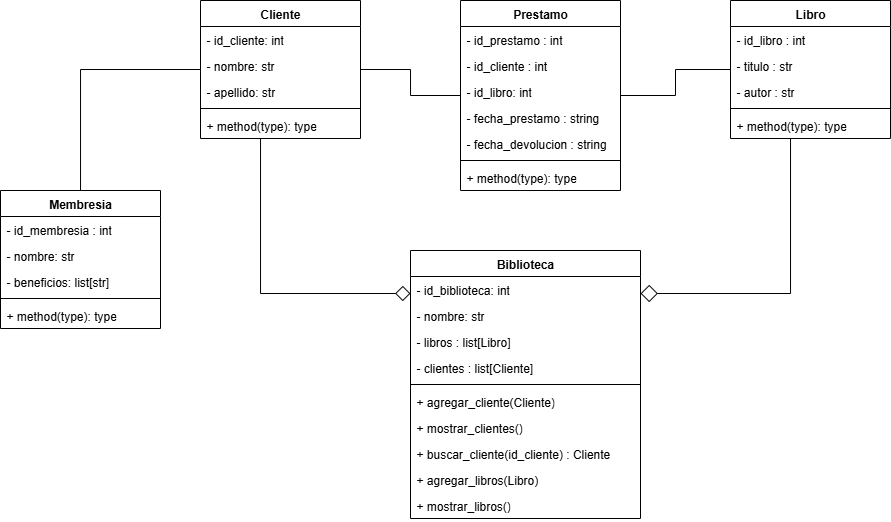 Cliente
- id_cliente: int
- nombre: str
- apellido: str
+ method(type): type
Prestamo
- id_prestamo : int
- id_cliente : int
- id_libro: int
- fecha_prestamo : string
- fecha_devolucion : string
+ method(type): type
Libro
- id_libro : int
- titulo : str
- autor : str
+ method(type): type
Membresia
- id_membresia : int
- nombre: str
- beneficios: list[str]
+ method(type): type
Biblioteca
- id_biblioteca: int
- nombre: str
- libros : list[Libro]
- clientes : list[Cliente]
+ agregar_cliente(Cliente)
+ mostrar_clientes()
+ buscar_cliente(id_cliente) : Cliente
+ agregar_libros(Libro)
+ mostrar_libros()